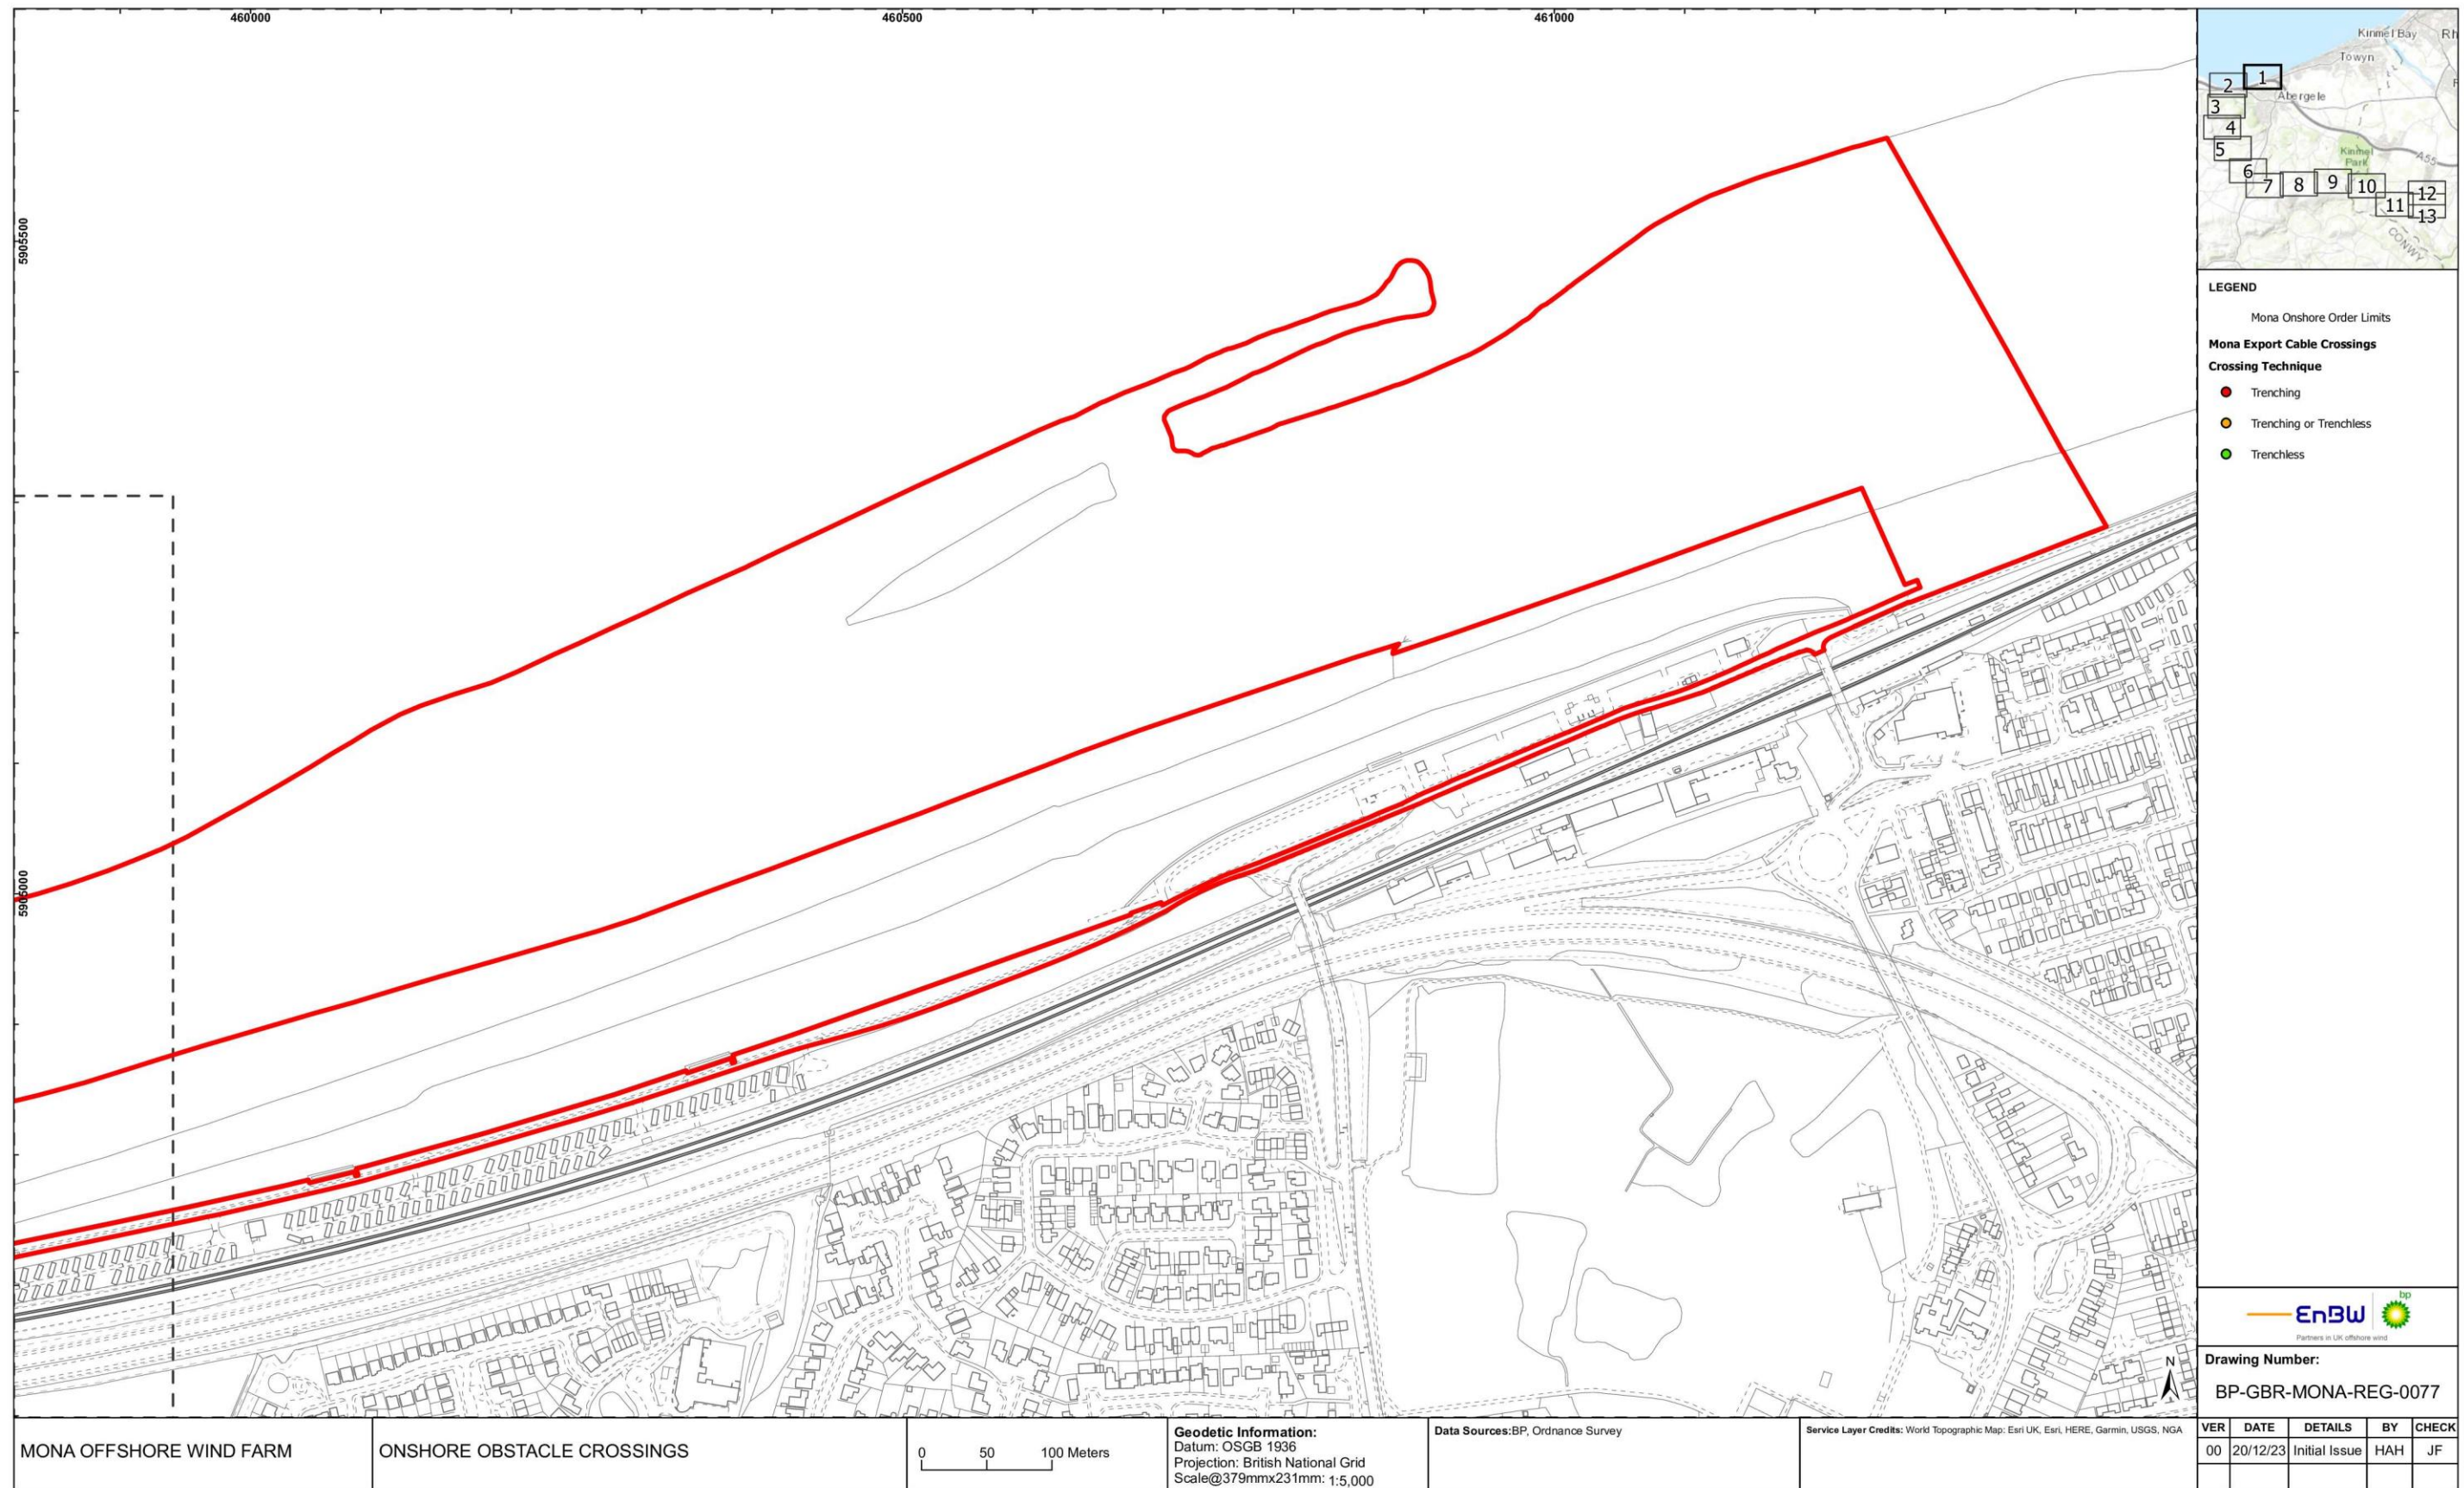 460000
460500
461000
5905500
5905000
Kinmel Bay
Rh
Towyn
Abergele
Kinmel
Park
A55
CONWY
1
2
3
4
5
6
7
8
9
10
11
12
13
LEGEND
Mona Onshore Order Limits
Mona Export Cable Crossings
Crossing Technique
Trenching
Trenching or Trenchless
Trenchless
EnBW
bp
Partners in UK offshore wind
N
Drawing Number:
BP-GBR-MONA-REG-0077
VER DATE DETAILS BY CHECK
00 20/12/23 Initial Issue HAH JF
MONA OFFSHORE WIND FARM
ONSHORE OBSTACLE CROSSINGS
0 50 100 Meters
Geodetic Information:
Datum: OSGB 1936
Projection: British National Grid
Scale@379mmx231mm: 1:5,000
Data Sources:BP, Ordnance Survey
Service Layer Credits: World Topographic Map: Esri UK, Esri, HERE, Garmin, USGS, NGA